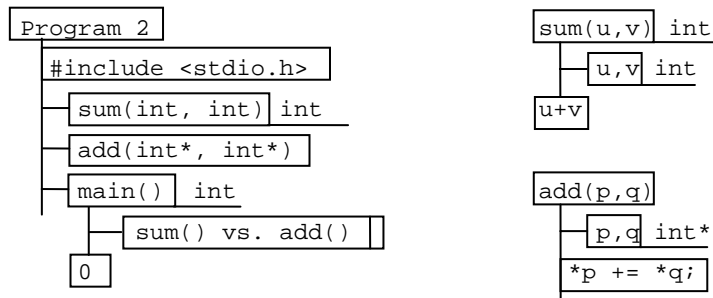 Program 2
#include <stdio.h>
sum(int, int) int
add(int*, int*)
main() int
sum() vs. add()
0
sum(u,v) int
u,v int
u+v
add(p,q)
p,q int*
*p += *q;